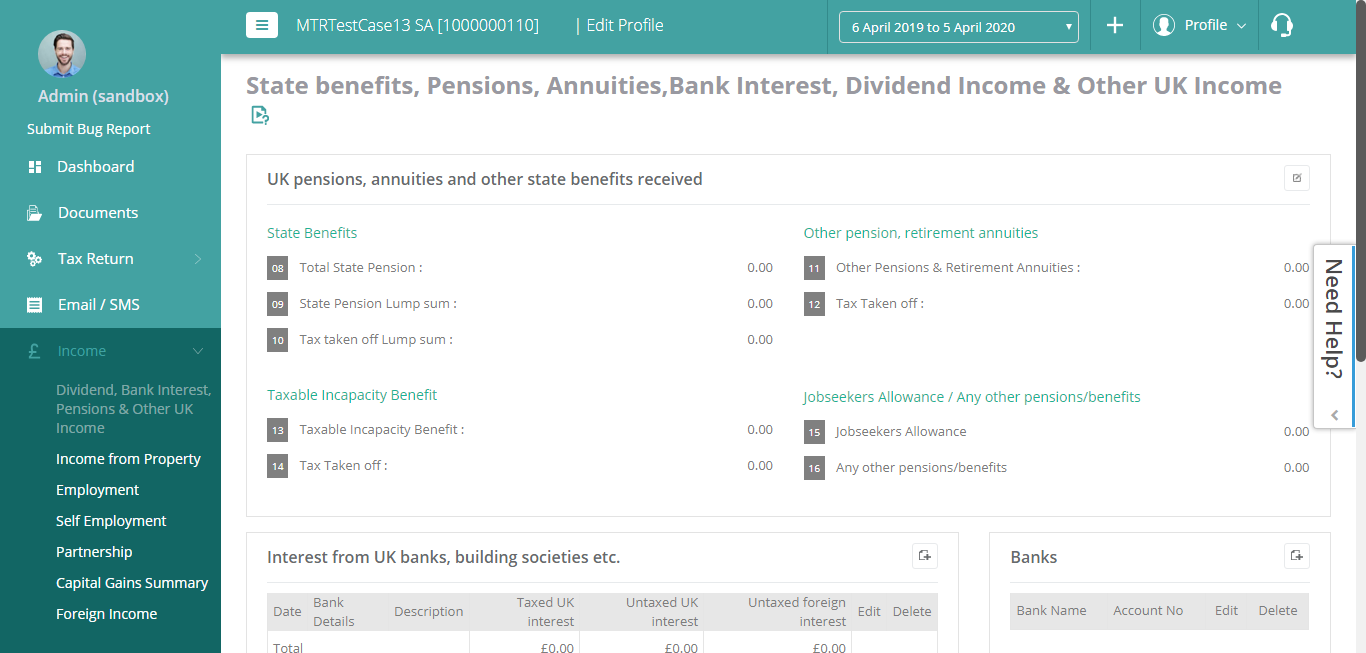 MTRTestCase13 SA [1000000110] | Edit Profile
6 April 2019 to 5 April 2020
Profile
Admin (sandbox)
Submit Bug Report
Dashboard
Documents
Tax Return
Email / SMS
£ Income
Dividend, Bank Interest,
Pensions & Other UK
Income
Income from Property
Employment
Self Employment
Partnership
Capital Gains Summary
Foreign Income
State benefits, Pensions, Annuities,Bank Interest, Dividend Income & Other UK Income
?
UK pensions, annuities and other state benefits received
State Benefits
08 Total State Pension : 0.00
09 State Pension Lump sum : 0.00
10 Tax taken off Lump sum : 0.00
Other pension, retirement annuities
11 Other Pensions & Retirement Annuities : 0.00
12 Tax Taken off : 0.00
Taxable Incapacity Benefit
13 Taxable Incapacity Benefit : 0.00
14 Tax Taken off : 0.00
Jobseekers Allowance / Any other pensions/benefits
15 Jobseekers Allowance 0.00
16 Any other pensions/benefits 0.00
Need Help?
Interest from UK banks, building societies etc.
Date Bank Details Description Taxed UK interest Untaxed UK interest Untaxed foreign interest Edit Delete
Total £0.00 £0.00 £0.00
Banks
Bank Name Account No Edit Delete